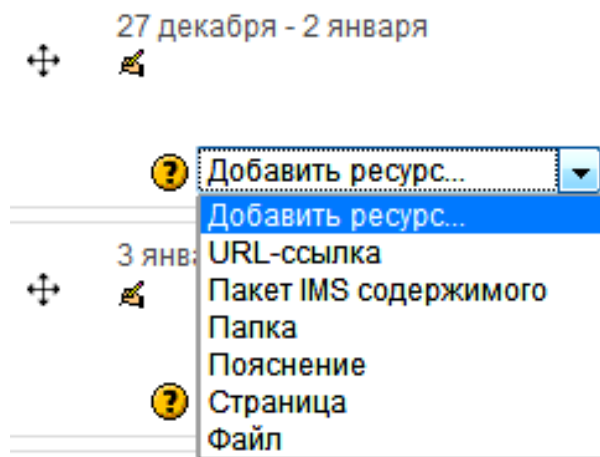 27 декабря - 2 января
Добавить ресурс...
Добавить ресурс...
URL-ссылка
3 янв
Пакет IMS содержимого
Папка
Пояснение
Страница
Файл